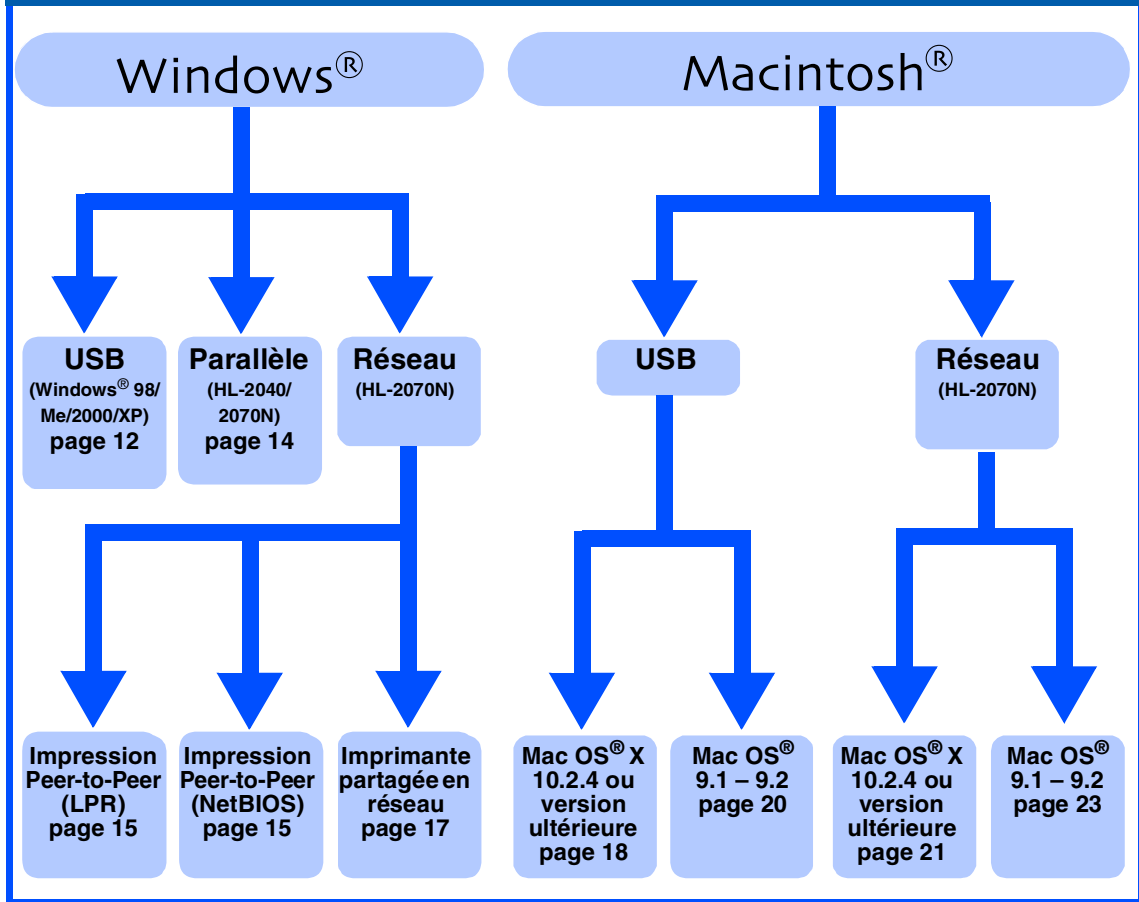 Windows®
Macintosh®
USB
(Windows® 98/
Me/2000/XP)
page 12
Parallèle
(HL-2040/
2070N)
page 14
Réseau
(HL-2070N)
USB
Réseau
(HL-2070N)
Impression
Peer-to-Peer
(LPR)
page 15
Impression
Peer-to-Peer
(NetBIOS)
page 15
Imprimante
partagée en
réseau
page 17
Mac OS® X
10.2.4 ou
version
ultérieure
page 18
Mac OS®
9.1 – 9.2
page 20
Mac OS® X
10.2.4 ou
version
ultérieure
page 21
Mac OS®
9.1 – 9.2
page 23